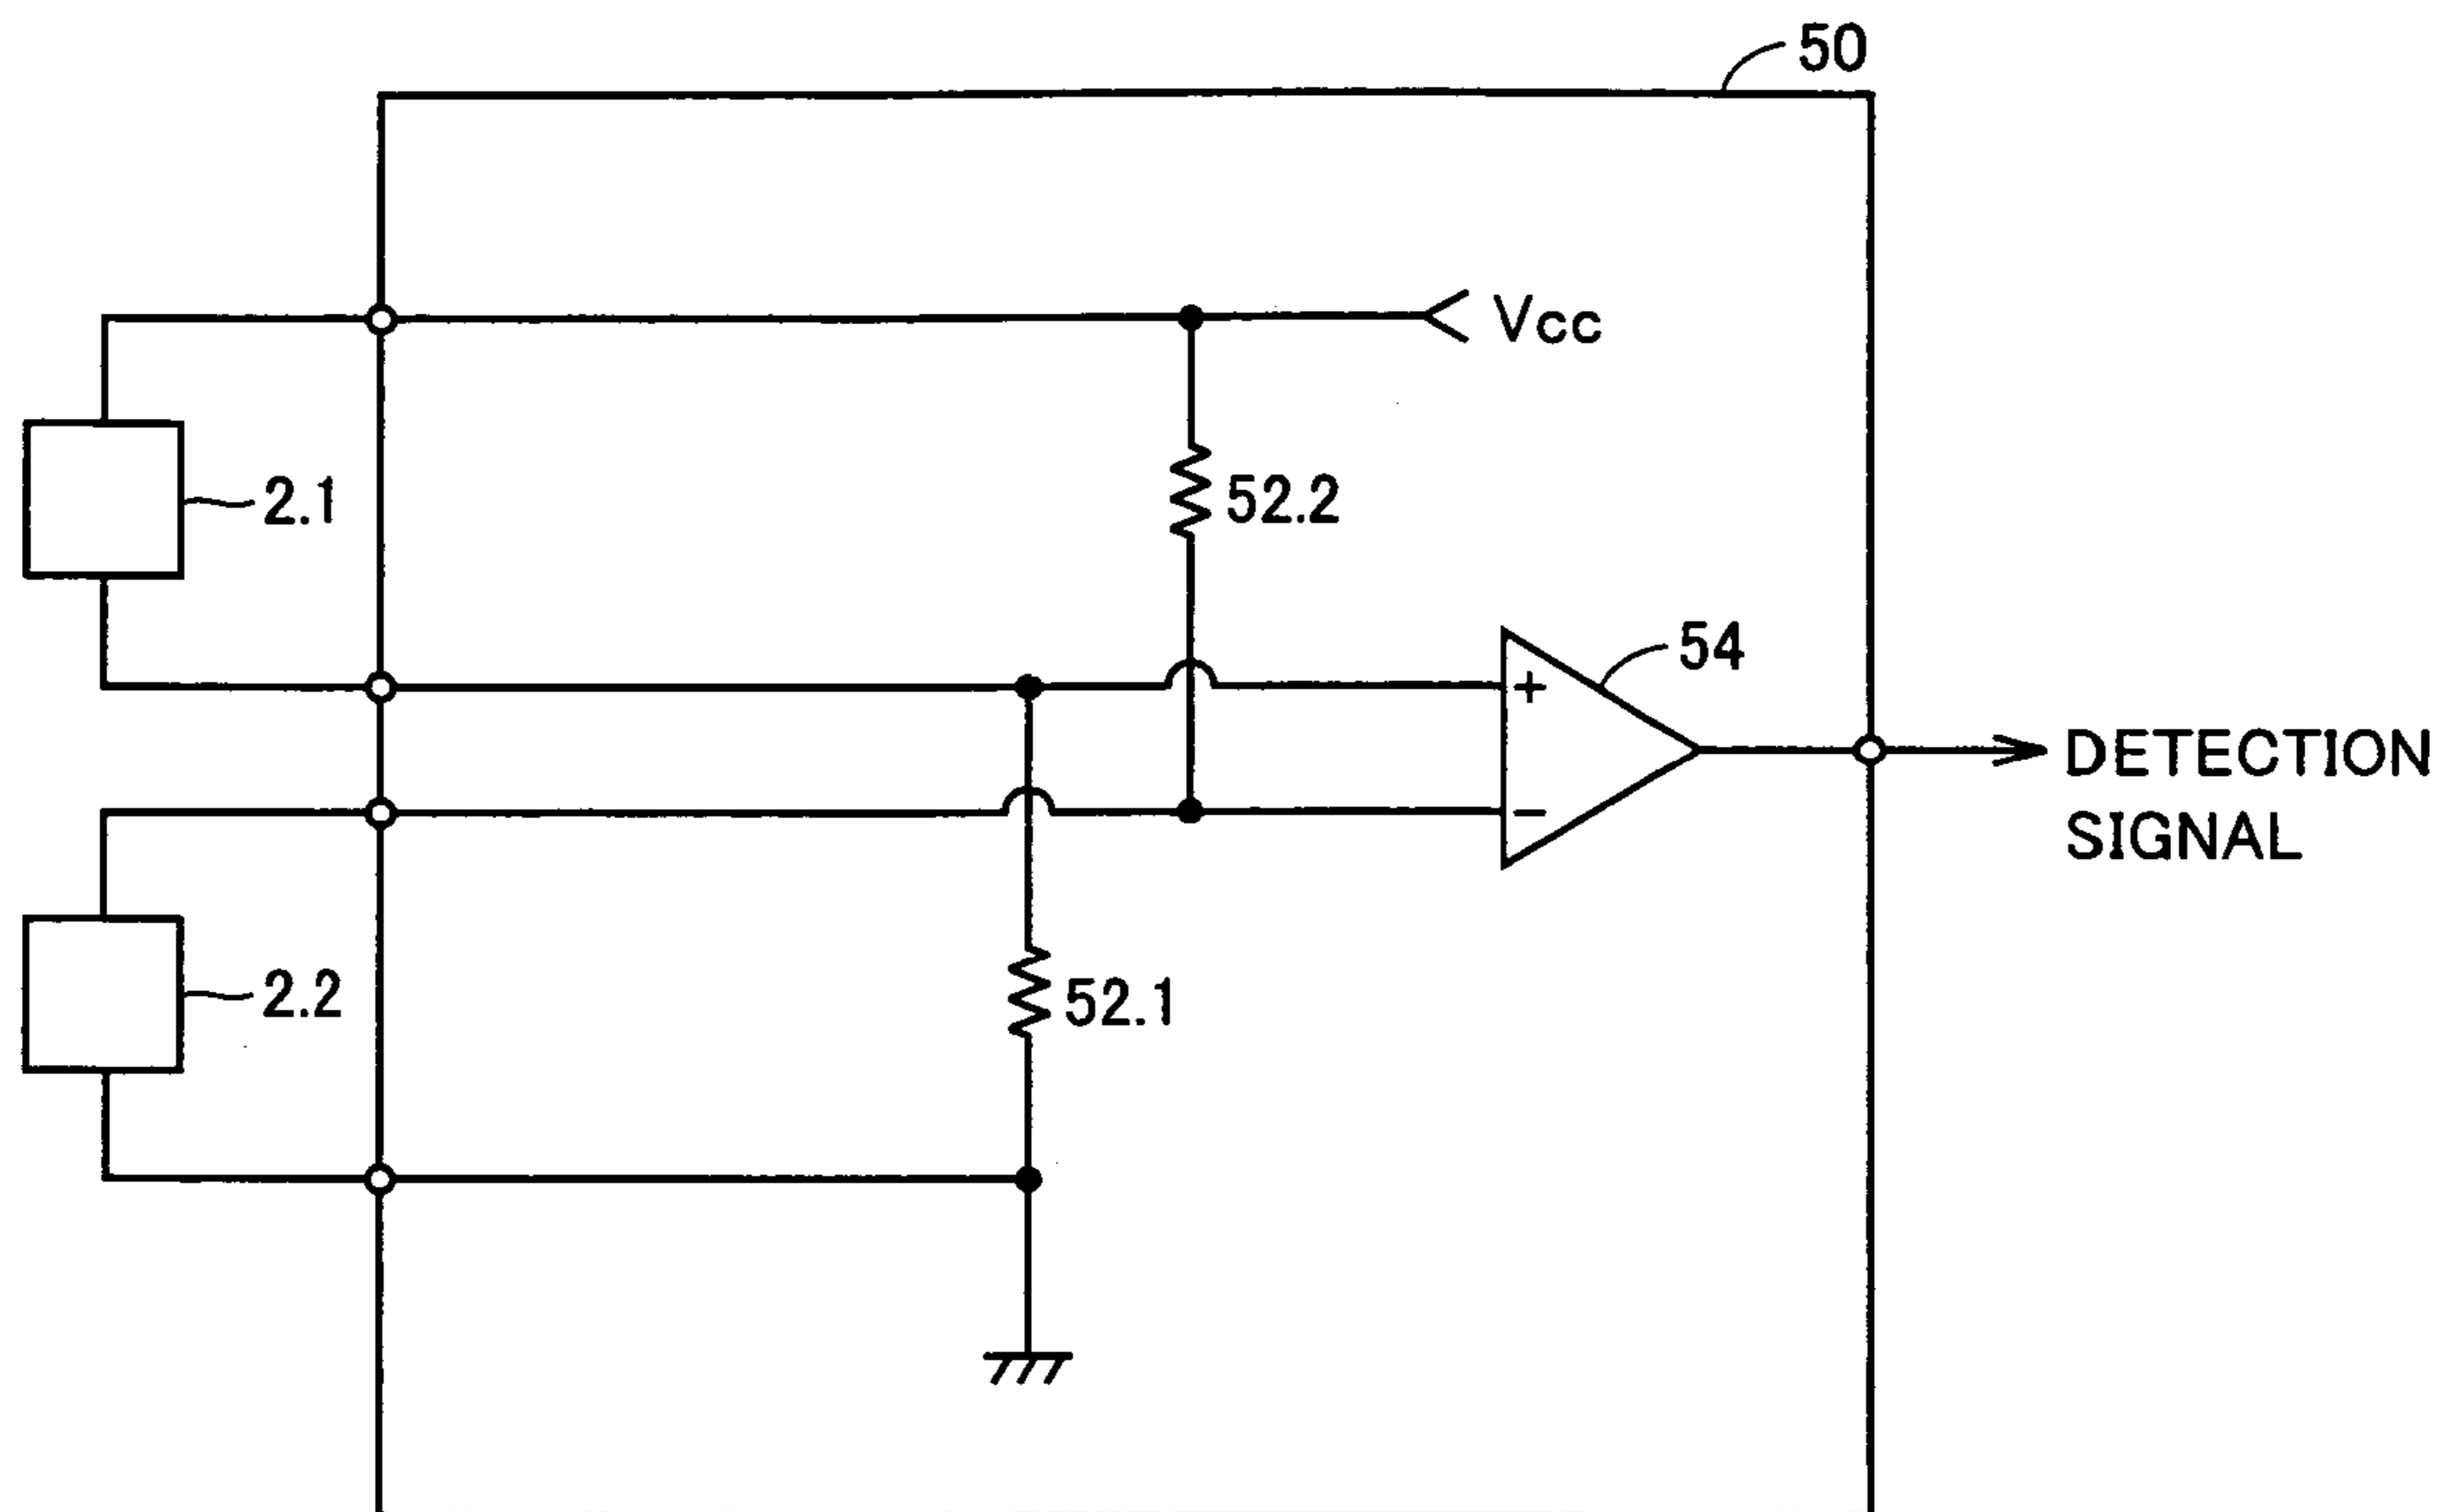 50
Vcc
2.1
52.2
54
+
DETECTION
SIGNAL
−
2.2
52.1